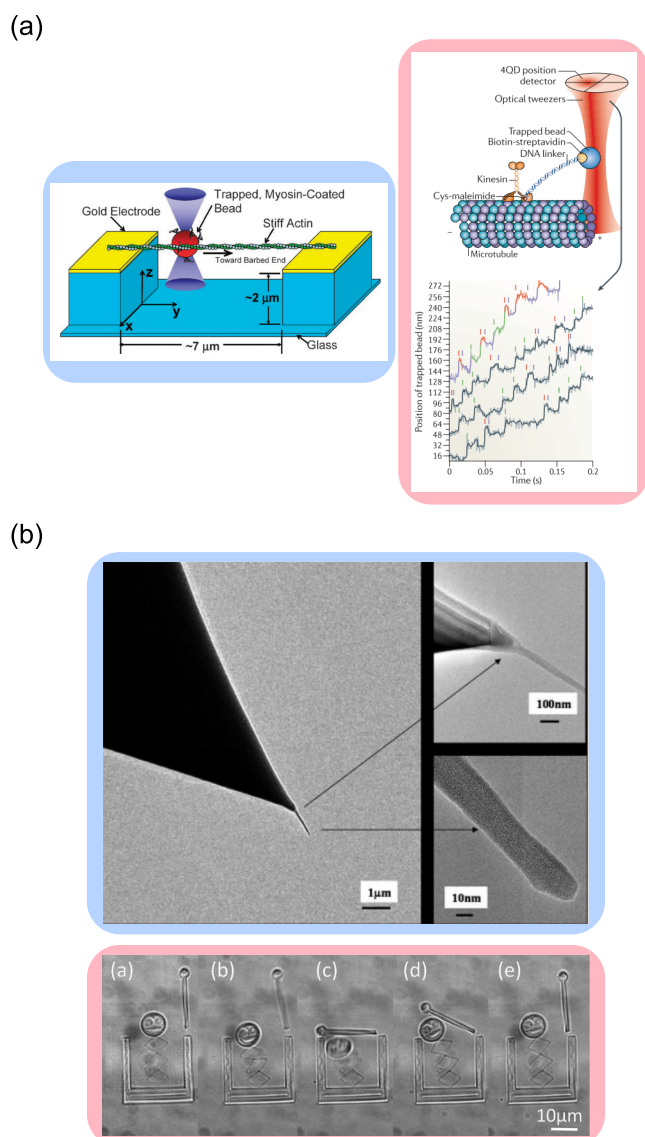 (a)
Gold Electrode
Trapped, Myosin-Coated
Bead
Stiff Actin
Toward Barbed End
z
y
x
~2 μm
~7 μm
Glass
4QD position
detector
Optical tweezers
Trapped bead
Biotin-streptavidin
DNA linker
Kinesin
Cys-maleimide
–
+
Microtubule
Position of trapped bead (nm)
272
256
240
224
208
192
176
160
144
128
112
96
80
64
48
32
16
0
0.05
0.1
0.15
0.2
Time (s)
(b)
1μm
100nm
10nm
(a)
(b)
(c)
(d)
(e)
10μm